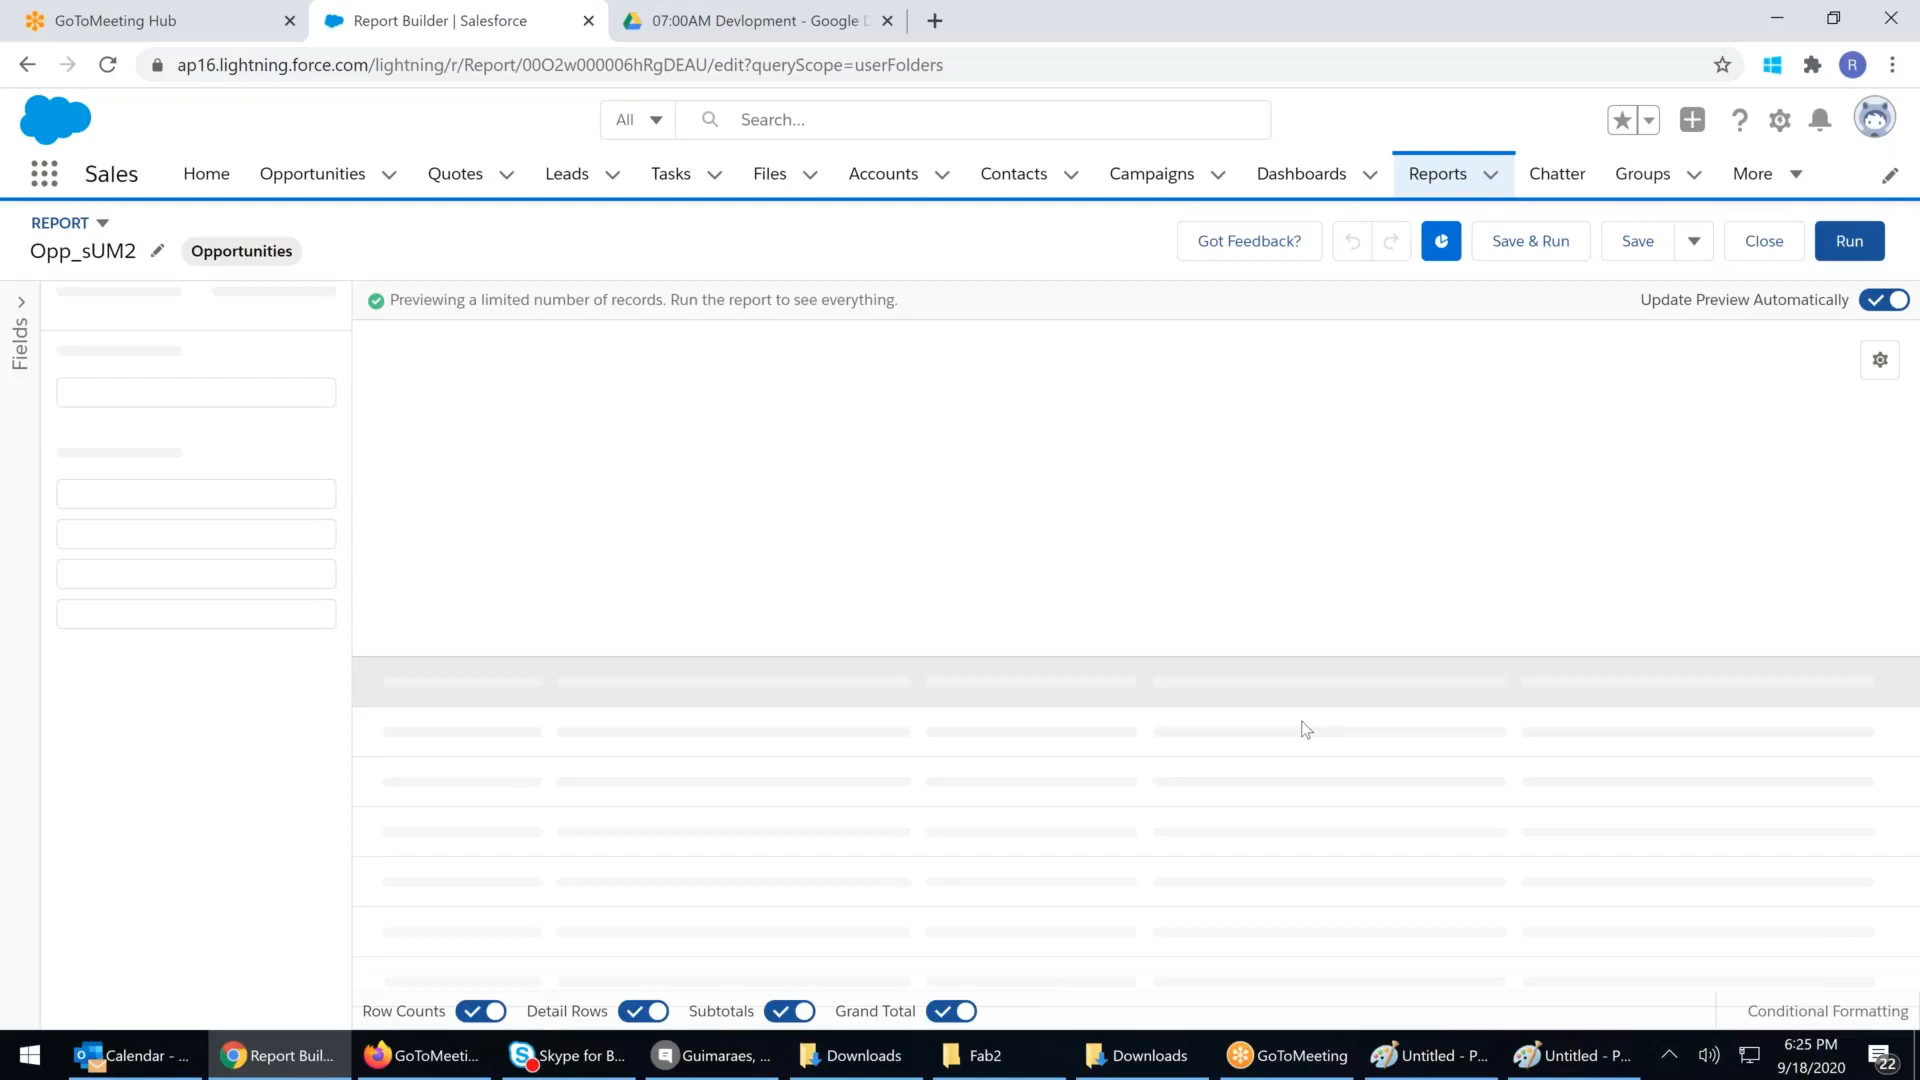 GoToMeeting Hub
Report Builder | Salesforce
07:00AM Devlopment - Google D
ap16.lightning.force.com/lightning/r/Report/00O2w000006hRgDEAU/edit?queryScope=userFolders
R
All
Search...
Sales
Home
Opportunities
Quotes
Leads
Tasks
Files
Accounts
Contacts
Campaigns
Dashboards
Reports
Chatter
Groups
More
REPORT
Opp_sUM2
Opportunities
Got Feedback?
Save & Run
Save
Close
Run
Fields
Previewing a limited number of records. Run the report to see everything.
Update Preview Automatically
Row Counts
Detail Rows
Subtotals
Grand Total
Conditional Formatting
Calendar - ...
Report Buil...
GoToMeeti...
Skype for B...
Guimaraes, ...
Downloads
Fab2
Downloads
GoToMeeting
Untitled - P...
Untitled - P...
6:25 PM
9/18/2020
22